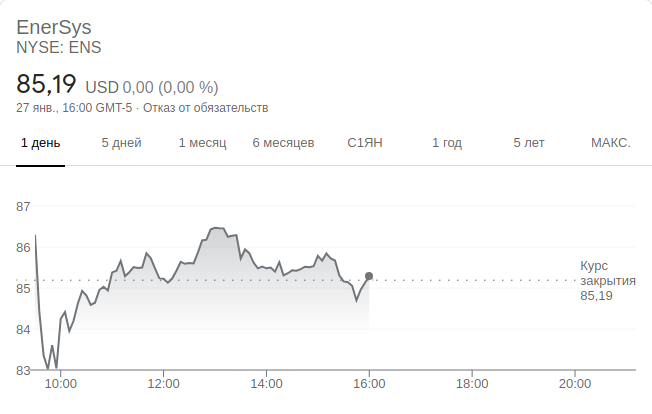 EnerSys
NYSE: ENS
85,19 USD 0,00 (0,00 %)
27 янв., 16:00 GMT-5 · Отказ от обязательств
1 день 5 дней 1 месяц 6 месяцев С1ЯН 1 год 5 лет МАКС.
87
86
85
84
83
Курс
закрытия
85,19
10:00 12:00 14:00 16:00 18:00 20:00